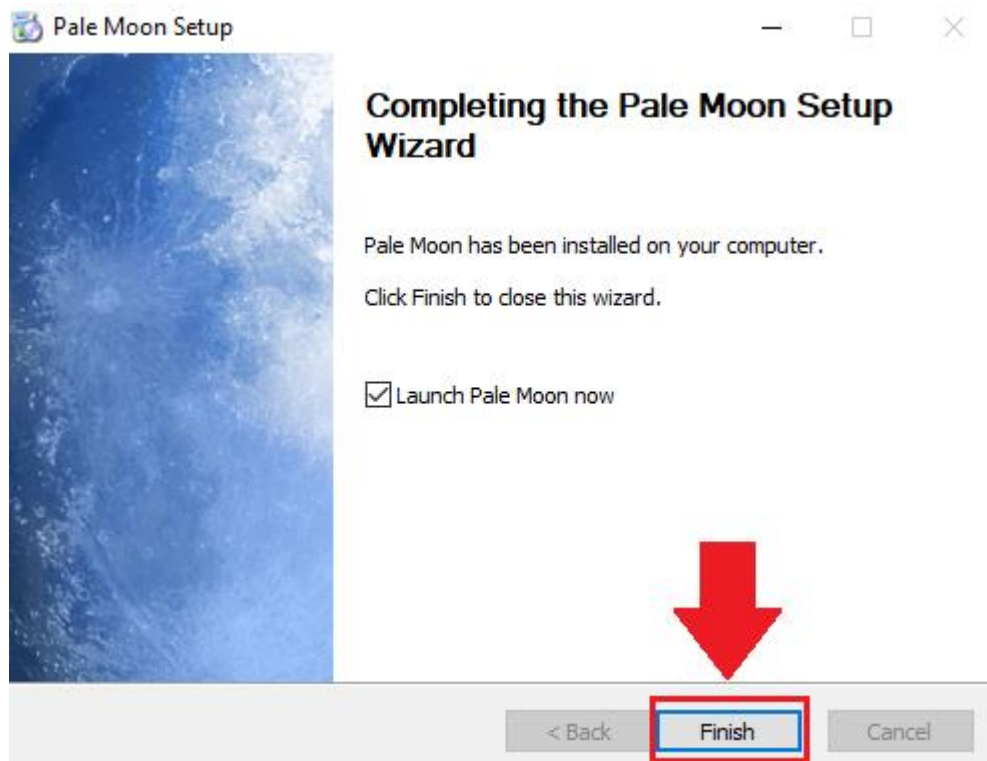 Pale Moon Setup
Completing the Pale Moon Setup
Wizard
Pale Moon has been installed on your computer.
Click Finish to close this wizard.
Launch Pale Moon now
< Back
Finish
Cancel